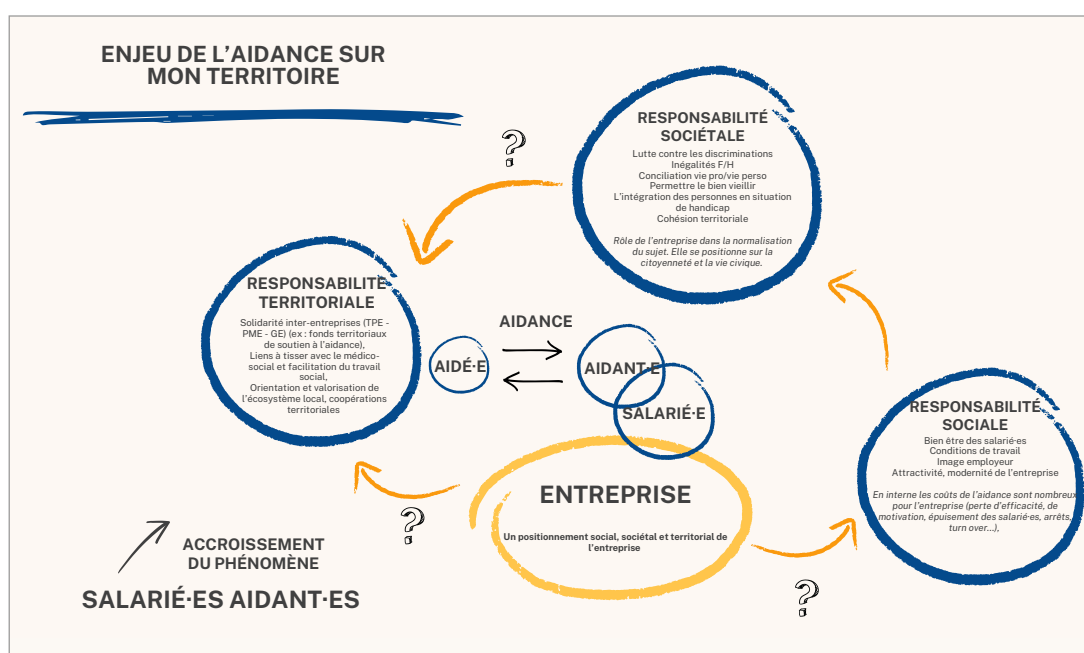 ENJEU DE L'AIDANCE SUR
MON TERRITOIRE
?
RESPONSABILITÉ
SOCIÉTALE
Lutte contre les discriminations
Inégalités F/H
Conciliation vie pro/vie perso
Permettre le bien vieillir
L'intégration des personnes en situation
de handicap
Cohésion territoriale
Rôle de l'entreprise dans la normalisation
du sujet. Elle se positionne sur la
citoyenneté et la vie civique.
RESPONSABILITÉ
TERRITORIALE
Solidarité inter-entreprises (TPE -
PME - GE) (ex : fonds territoriaux
de soutien à l'aidance),
Liens à tisser avec le médico-
social et facilitation du travail
social,
Orientation et valorisation de
l'écosystème local, coopérations
territoriales
AIDANCE
AIDÉ·E
AIDANT·E
SALARIÉ·E
RESPONSABILITÉ
SOCIALE
Bien être des salarié·es
Conditions de travail
Image employeur
Attractivité, modernité de l'entreprise
En interne les coûts de l'aidance sont nombreux
pour l'entreprise (perte d'efficacité, de
motivation, épuisement des salarié·es, arrêts,
turn over...),
ENTREPRISE
Un positionnement social, sociétal et territorial de
l'entreprise
?
?
ACCROISSEMENT
DU PHÉNOMÈNE
SALARIÉ·ES AIDANT·ES